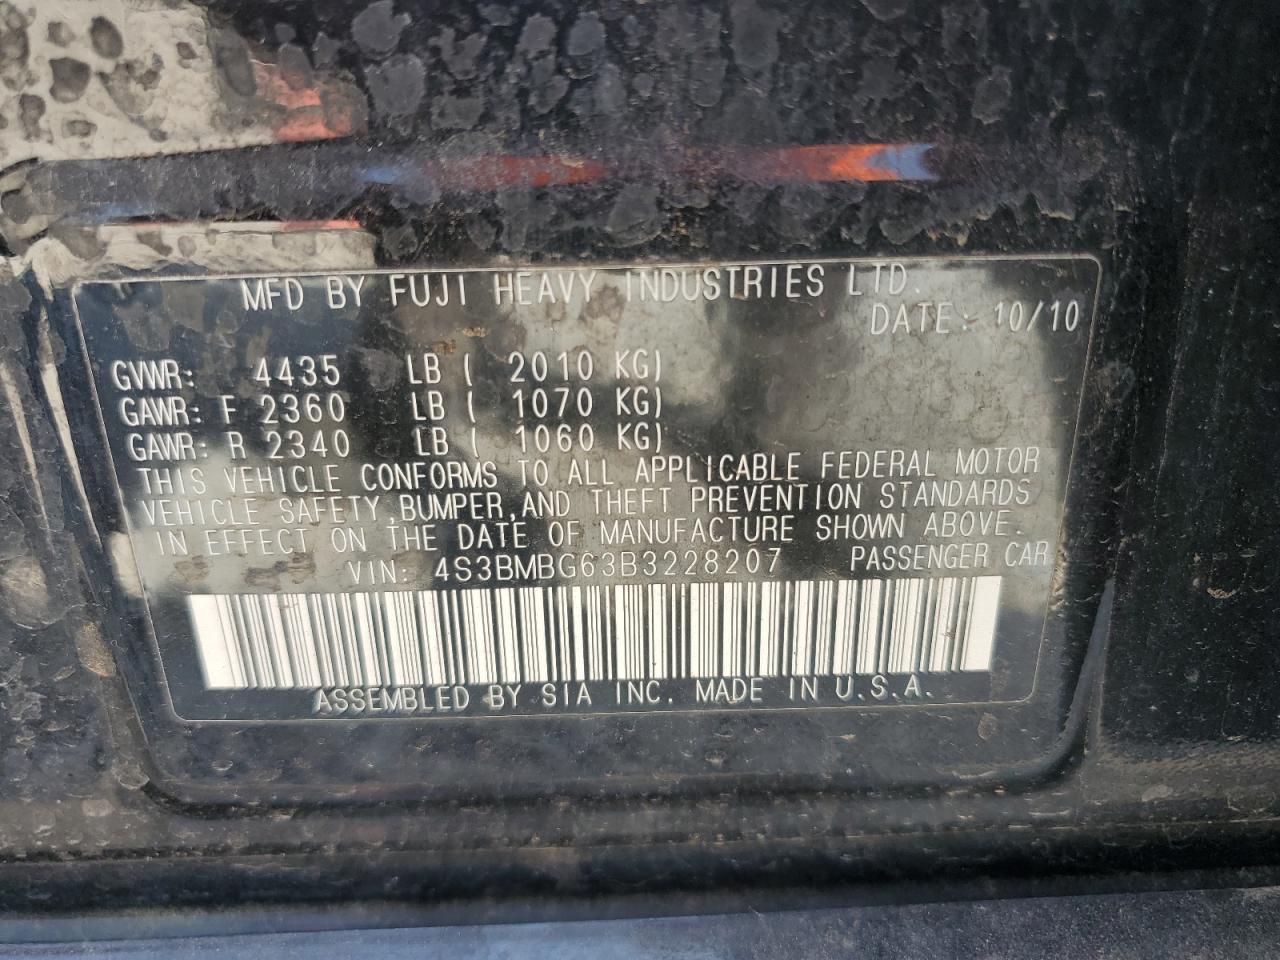 MFD BY FUJI HEAVY INDUSTRIES LTD.
DATE: 10/10
GVWR: 4435 LB ( 2010 KG)
GAWR: F 2360 LB ( 1070 KG)
GAWR: R 2340 LB ( 1060 KG)
THIS VEHICLE CONFORMS TO ALL APPLICABLE FEDERAL MOTOR
VEHICLE SAFETY,BUMPER,AND THEFT PREVENTION STANDARDS
IN EFFECT ON THE DATE OF MANUFACTURE SHOWN ABOVE.
VIN: 4S3BMBG63B3228207 PASSENGER CAR
ASSEMBLED BY SIA INC. MADE IN U.S.A.